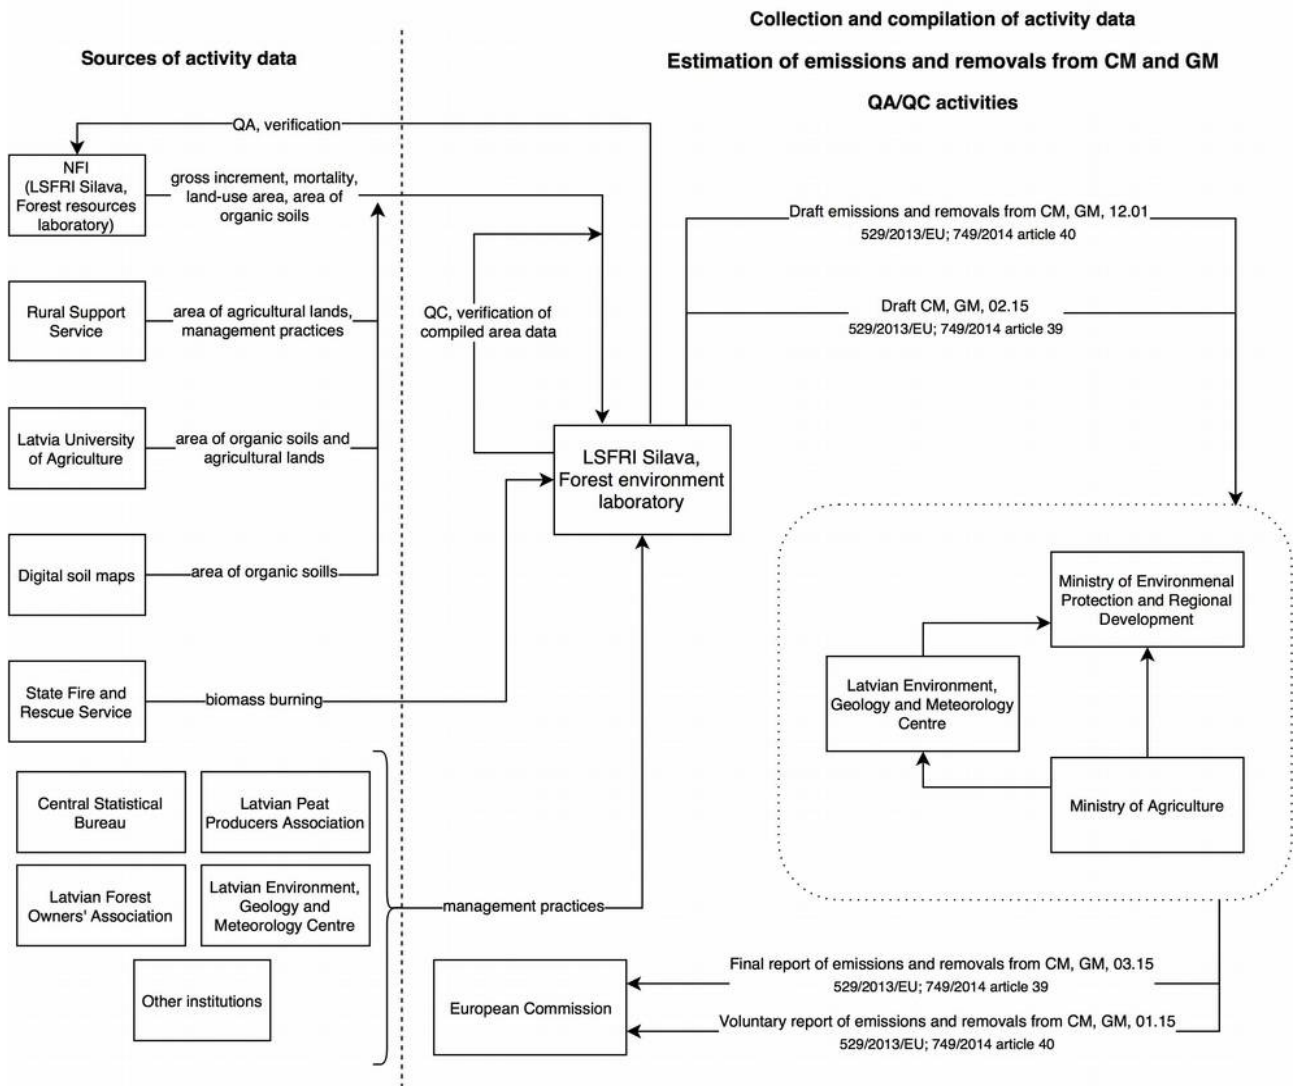 Collection and compilation of activity data
Sources of activity data
Estimation of emissions and removals from CM and GM
QA/QC activities
QA, verification
NFI
(LSFRI Silava,
Forest resources
laboratory)
gross increment, mortality,
land-use area, area of
organic soils
Draft emissions and removals from CM, GM, 12.01
529/2013/EU; 749/2014 article 40
Rural Support
Service
area of agricultural lands,
management practices
QC, verification of
compiled area data
Draft CM, GM, 02.15
529/2013/EU; 749/2014 article 39
Latvia University
of Agriculture
area of organic soils and
agricultural lands
LSFRI Silava,
Forest environment
laboratory
Digital soil maps
area of organic soills
Ministry of Environmenal
Protection and Regional
Development
State Fire and
Rescue Service
biomass burning
Latvian Environment,
Geology and Meteorology
Centre
Ministry of Agriculture
Central Statistical
Bureau
Latvian Peat
Producers Association
Latvian Forest
Owners' Association
Latvian Environment,
Geology and
Meteorology Centre
management practices
Other institutions
European Commission
Final report of emissions and removals from CM, GM, 03.15
529/2013/EU; 749/2014 article 39
Voluntary report of emissions and removals from CM, GM, 01.15
529/2013/EU; 749/2014 article 40